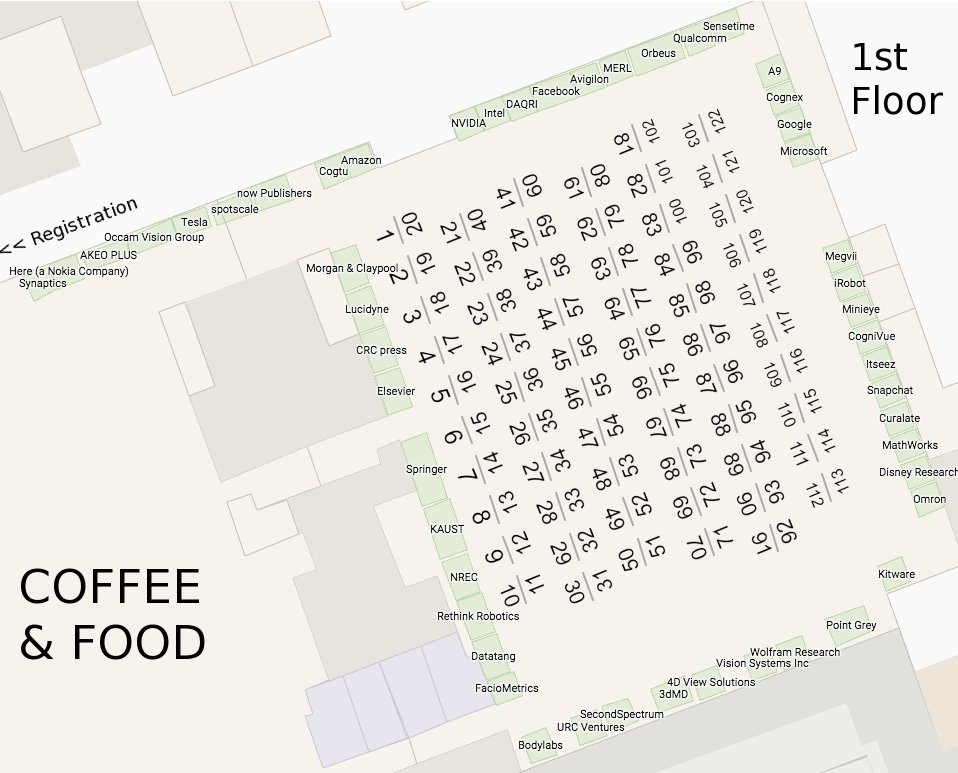 Sensetime
Qualcomm
Orbeus
MERL
Avigilon
Facebook
DAQRI
Intel
NVIDIA
1st
Floor
A9
Cognex
Google
Microsoft
Amazon
Cogtu
now Publishers
spotscale
Tesla
Occam Vision Group
AKEO PLUS
Here (a Nokia Company)
Synaptics
<< Registration
Morgan & Claypool
Lucidyne
CRC press
Elsevier
Springer
KAUST
NREC
Rethink Robotics
Datatang
FacioMetrics
1 20
2 19
3 18
4 17
5 16
6 15
7 14
8 13
9 12
10 11
21 40
22 39
23 38
24 37
25 36
26 35
27 34
28 33
29 32
30 31
41 60
42 59
43 58
44 57
45 56
46 55
47 54
48 53
49 52
50 51
61 80
62 79
63 78
64 77
65 76
66 75
67 74
68 73
69 72
70 71
81 102
82 101
83 100
84 99
85 98
86 97
87 96
88 95
89 94
90 93
91 92
103 122
104 121
105 120
106 119
107 118
108 117
109 116
110 115
111 114
112 113
Megvii
iRobot
Minieye
CogniVue
Itseez
Snapchat
Curalate
MathWorks
Disney Research
Omron
Kitware
Point Grey
Wolfram Research
Vision Systems Inc
4D View Solutions
3dMD
SecondSpectrum
URC Ventures
Bodylabs
COFFEE
& FOOD